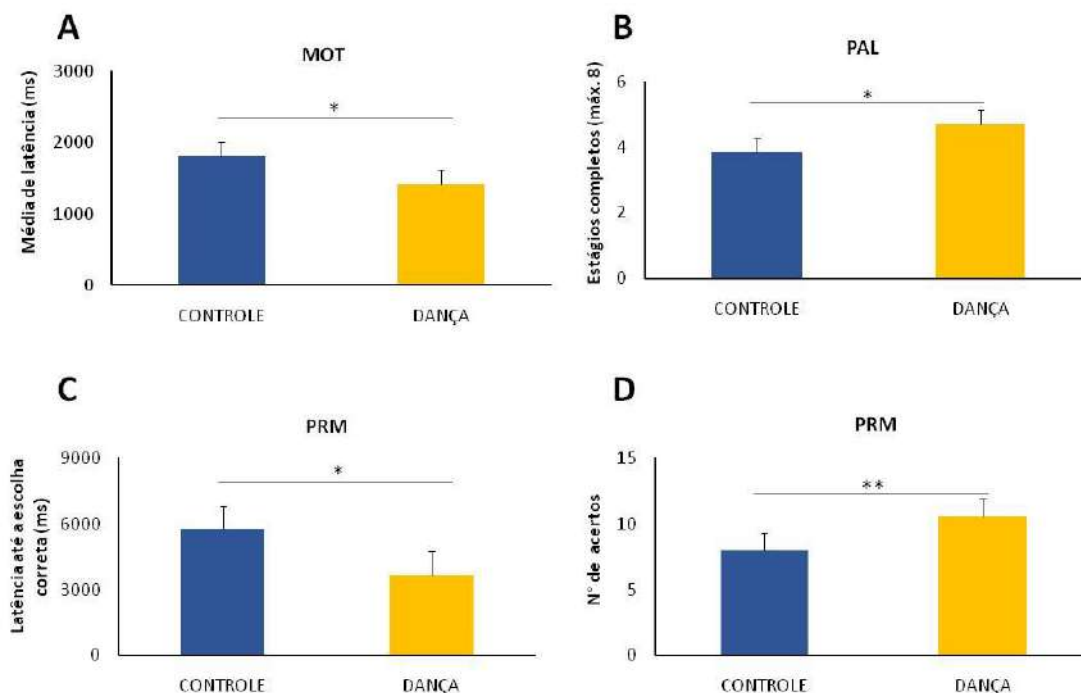 A
MOT
Média de latência (ms)
3000
2000
1000
0
*
CONTROLE
DANÇA
B
PAL
Estágios completos (máx. 8)
6
4
2
0
*
CONTROLE
DANÇA
C
PRM
Latência até a escolha
correta (ms)
9000
6000
3000
0
*
CONTROLE
DANÇA
D
PRM
N° de acertos
15
10
5
0
**
CONTROLE
DANÇA